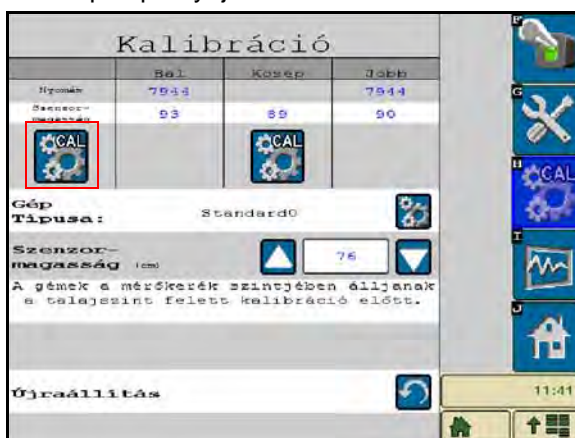 Kalibráció
Bal Közép Jobb
Nyomás 7944 7944
Szenzor-
magasság 93 89 90
CAL CAL
Gép
Típusa: Standard0
Szenzor-
magasság (cm) 76
A gémek a mérőkerék szintjében álljanak
a talajszint felett kalibráció előtt.
Újraállítás
F
G
H
CAL
I
J
11:41